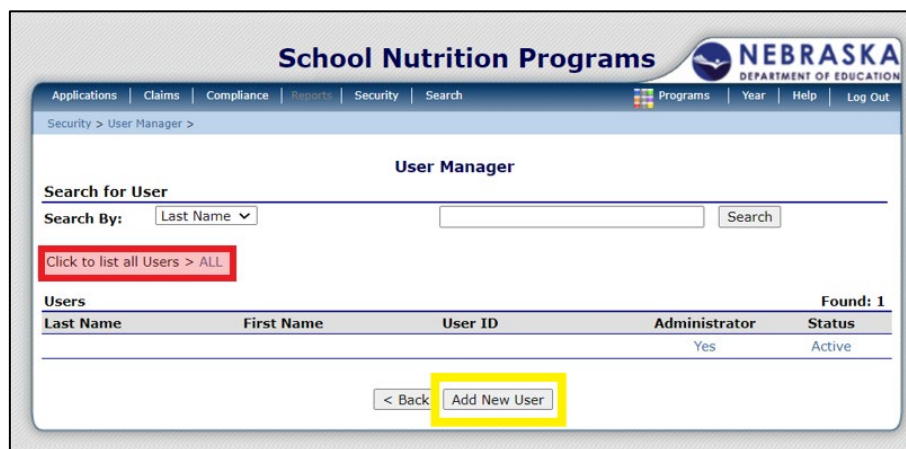 School Nutrition Programs
NEBRASKA
DEPARTMENT OF EDUCATION
Applications | Claims | Compliance | Reports | Security | Search Programs | Year | Help | Log Out
Security > User Manager >
User Manager
Search for User
Search By: Last Name Search
Click to list all Users > ALL
Users Found: 1
Last Name First Name User ID Administrator Status
Yes Active
< Back Add New User